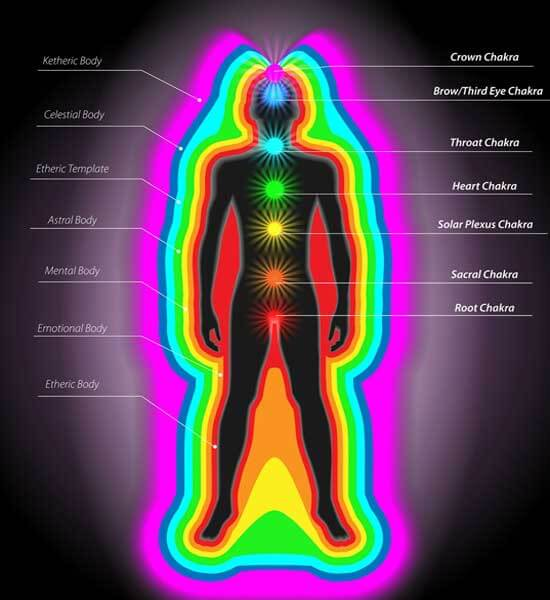 Ketheric Body
Celestial Body
Etheric Template
Astral Body
Mental Body
Emotional Body
Etheric Body
Crown Chakra
Brow/Third Eye Chakra
Throat Chakra
Heart Chakra
Solar Plexus Chakra
Sacral Chakra
Root Chakra